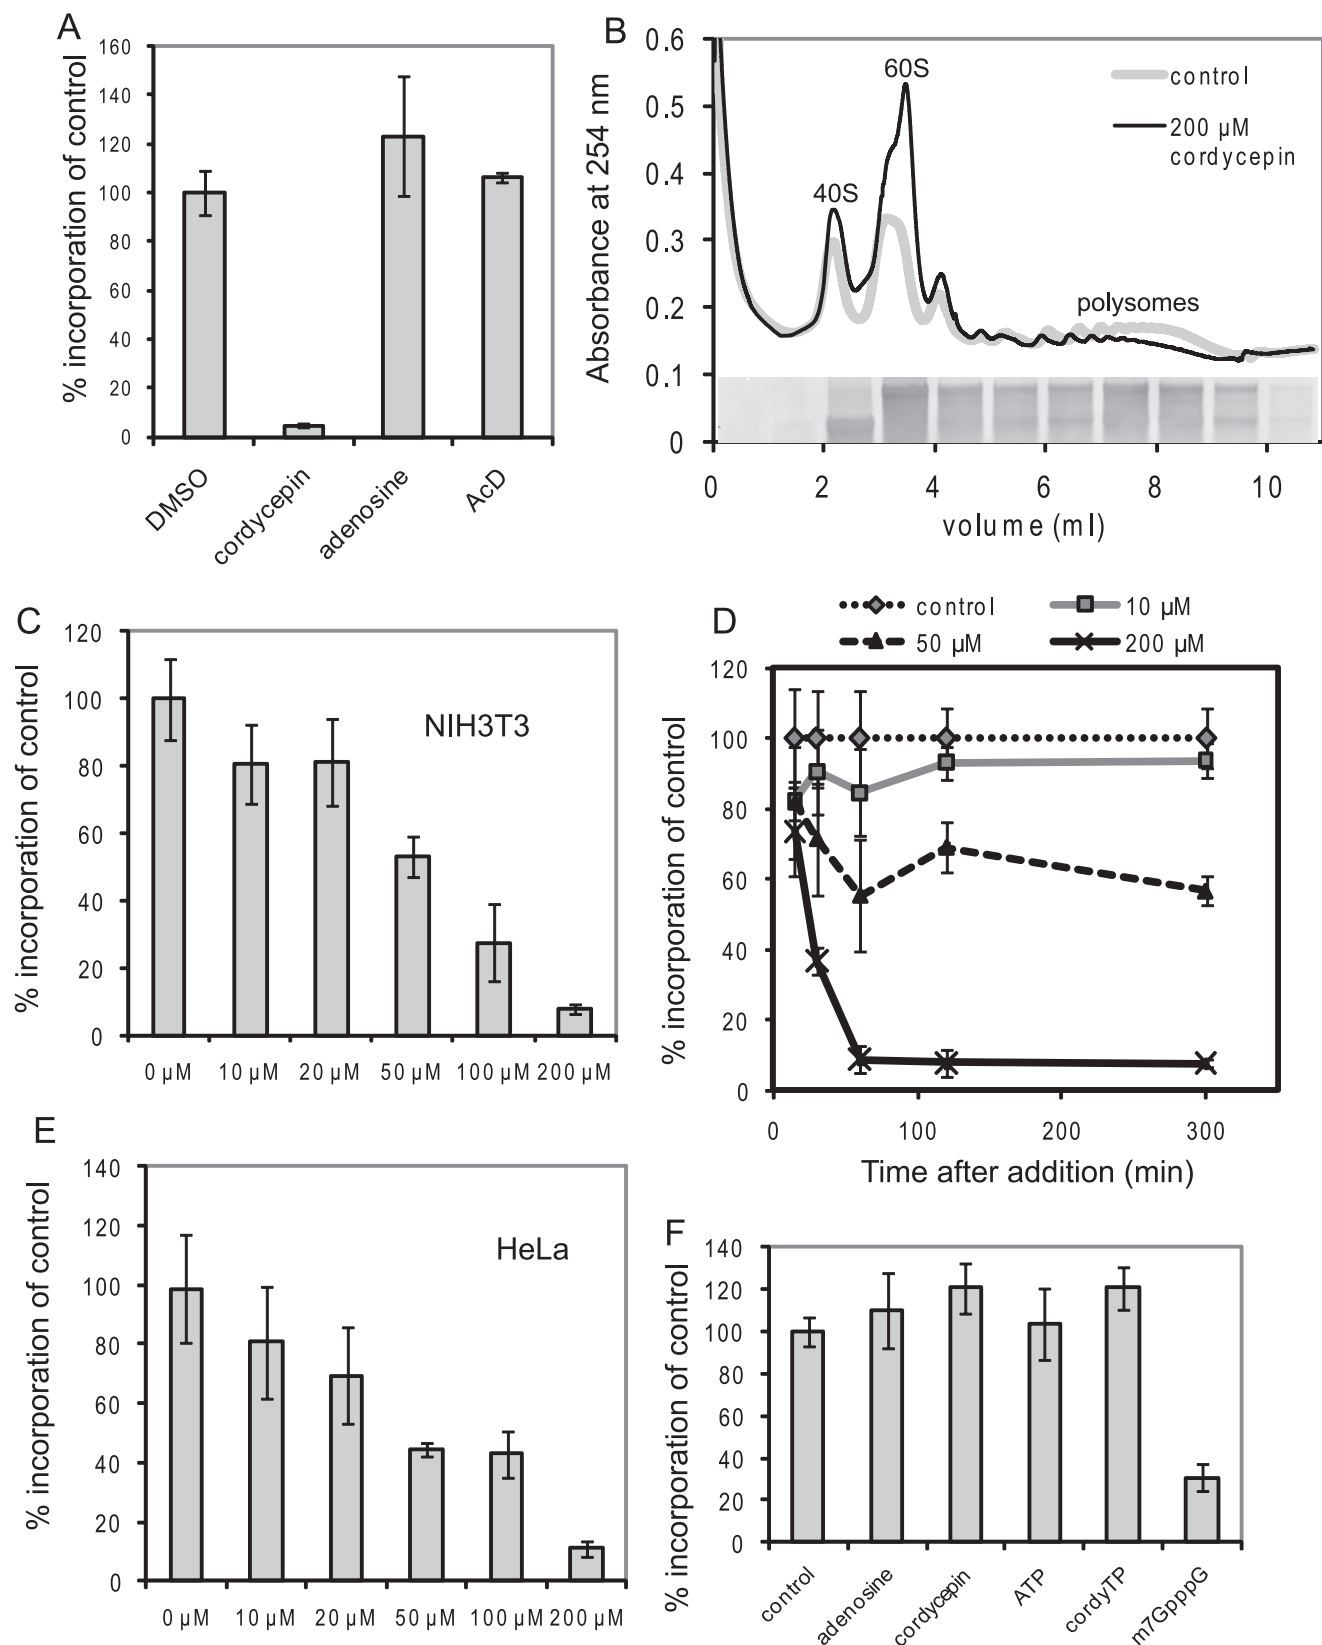 A
% incorporation of control
160
140
120
100
80
60
40
20
0
DMSO
cordycepin
adenosine
AcD
B
Absorbance at 254 nm
0.6
0.5
0.4
0.3
0.2
0.1
0
60S
40S
polysomes
control
200 µM
cordycepin
0 2 4 6 8 10
volume (ml)
C
% incorporation of control
120
100
80
60
40
20
0
NIH3T3
0 µM 10 µM 20 µM 50 µM 100 µM 200 µM
D
control 10 µM
50 µM 200 µM
% incorporation of control
120
100
80
60
40
20
0
0 100 200 300
Time after addition (min)
E
% incorporation of control
140
120
100
80
60
40
20
0
HeLa
0 µM 10 µM 20 µM 50 µM 100 µM 200 µM
F
% incorporation of control
140
120
100
80
60
40
20
0
control
adenosine
cordycepin
ATP
cordyTP
m7GpppG